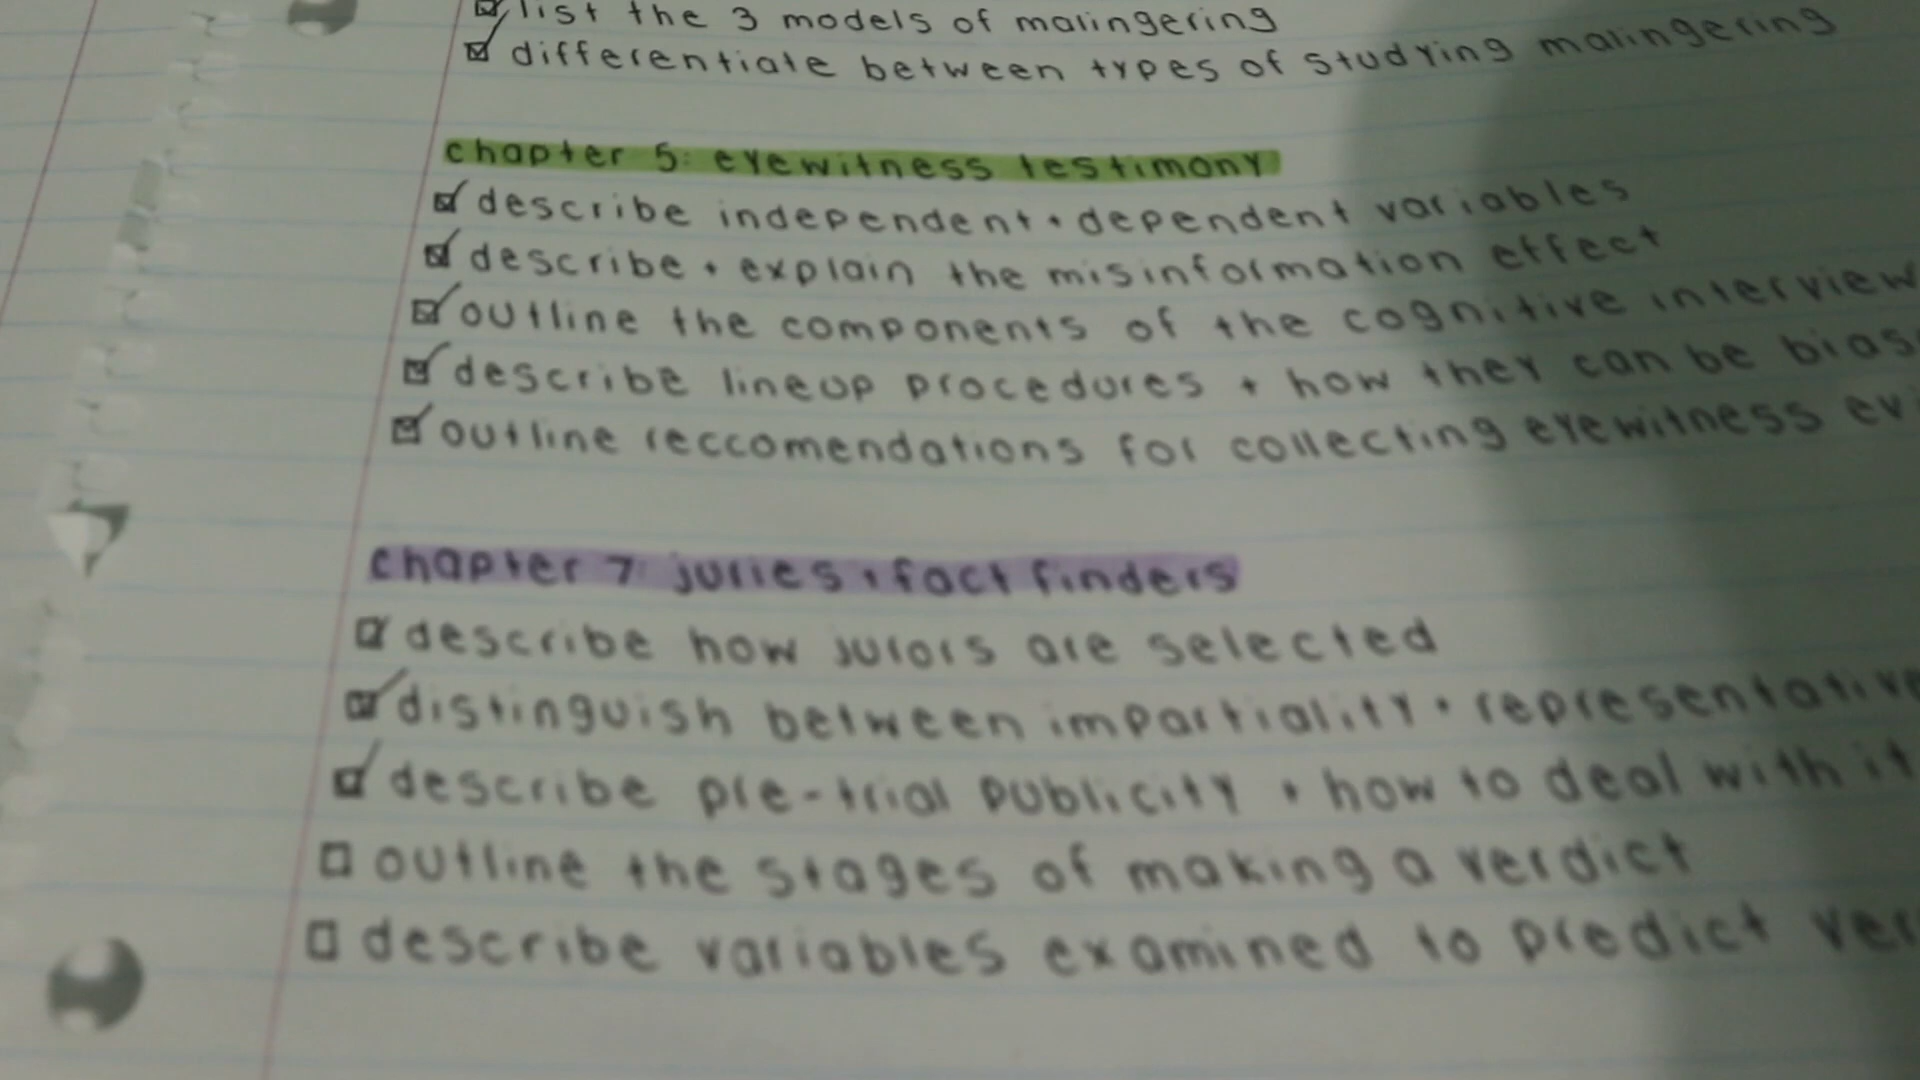 list the 3 models of malingering
differentiate between types of studying malingering
chapter 5: eyewitness testimony
describe independent + dependent variables
describe + explain the misinformation effect
outline the components of the cognitive interview
describe lineup procedures + how they can be bias
outline reccomendations for collecting eyewitness ev
chapter 7: juries + fact finders
describe how jurors are selected
distinguish between impartiality + representative
describe pre-trial publicity + how to deal with it
outline the stages of making a verdict
describe variables examined to predict ver